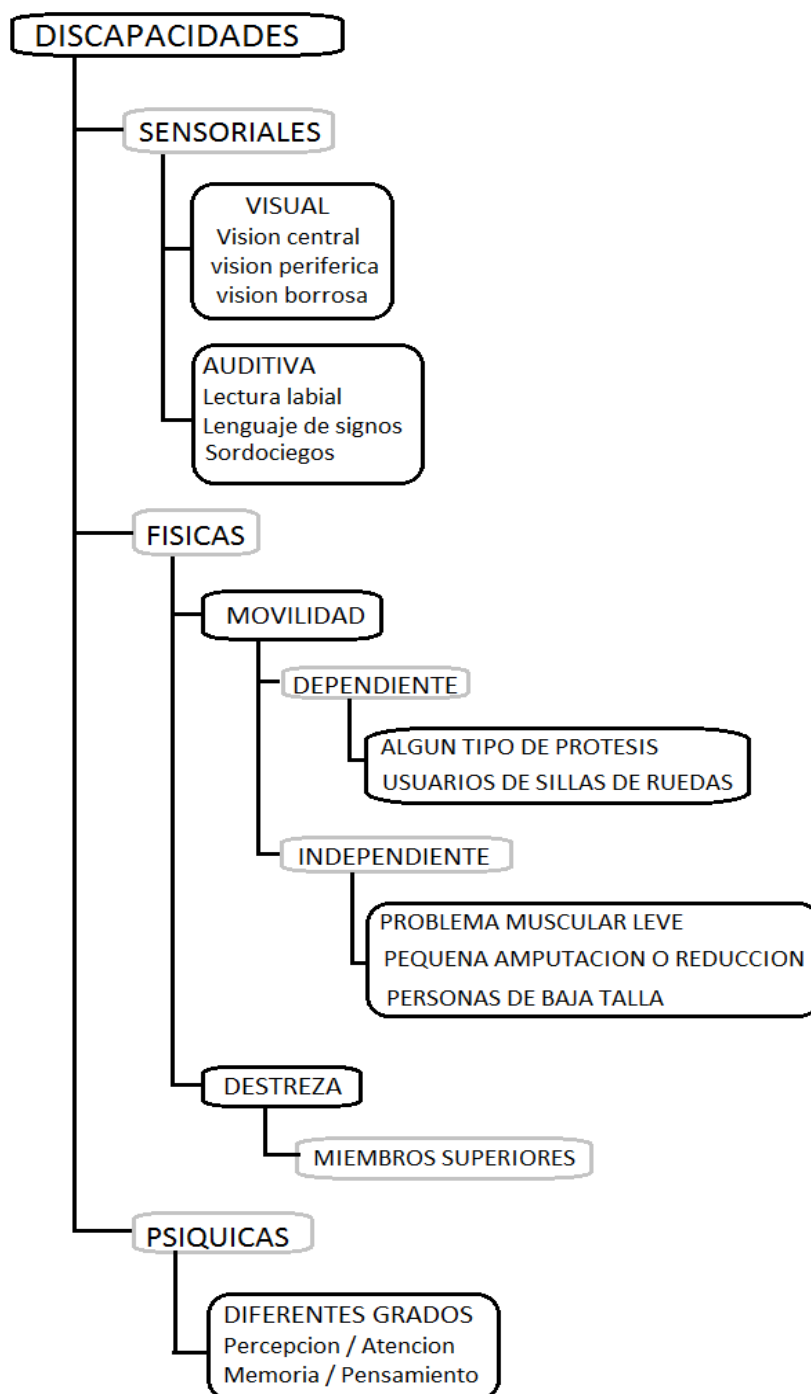 DISCAPACIDADES
SENSORIALES
VISUAL
Vision central
vision periferica
vision borrosa
AUDITIVA
Lectura labial
Lenguaje de signos
Sordociegos
FISICAS
MOVILIDAD
DEPENDIENTE
ALGUN TIPO DE PROTESIS
USUARIOS DE SILLAS DE RUEDAS
INDEPENDIENTE
PROBLEMA MUSCULAR LEVE
PEQUENA AMPUTACION O REDUCCION
PERSONAS DE BAJA TALLA
DESTREZA
MIEMBROS SUPERIORES
PSIQUICAS
DIFERENTES GRADOS
Percepcion / Atencion
Memoria / Pensamiento